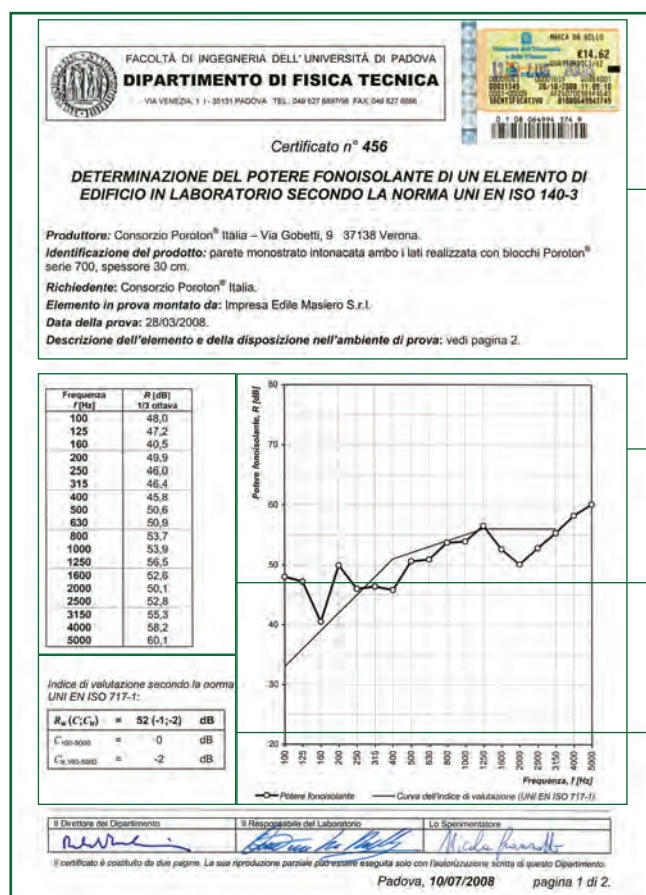 FACOLTÀ DI INGEGNERIA DELL'UNIVERSITÀ DI PADOVA
DIPARTIMENTO DI FISICA TECNICA
VIA VENEZIA, 1 I - 35131 PADOVA TEL.: 049 827 FAX: 049 827
MARCA DA BOLLO
€14,62
Certificato n° 456
DETERMINAZIONE DEL POTERE FONOISOLANTE DI UN ELEMENTO DI
EDIFICIO IN LABORATORIO SECONDO LA NORMA UNI EN ISO 140-3
Produttore: Consorzio Poroton® Italia – Via Gobetti, 9 37138 Verona.
Identificazione del prodotto: parete monostrato intonacata ambo i lati realizzata con blocchi Poroton®
serie 700, spessore 30 cm.
Richiedente: Consorzio Poroton® Italia.
Elemento in prova montato da: Impresa Edile Masiero S.r.l.
Data della prova: 28/03/2008.
Descrizione dell'elemento e della disposizione nell'ambiente di prova: vedi pagina 2.
Frequenza R [dB]
f [Hz] 1/3 ottava
100 48,0
125 47,2
160 40,5
200 49,9
250 46,0
315 46,4
400 45,8
500 50,6
630 50,9
800 53,7
1000 53,9
1250 56,5
1600 52,6
2000 50,1
2500 52,8
3150 55,3
4000 58,2
5000 60,1
Indice di valutazione secondo la norma
UNI EN ISO 717-1:
Rw (C;Ctr) = 52 (-1;-2) dB
C100-5000 = 0 dB
Ctr,100-5000 = -2 dB
Potere fonoisolante, R [dB]
80
70
60
50
40
30
20
100 125 160 200 250 315 400 500 630 800 1000 1250 1600 2000 2500 3150 4000 5000
Frequenza, f [Hz]
Potere fonoisolante Curva dell'indice di valutazione (UNI EN ISO 717-1)
Il Direttore del Dipartimento Il Responsabile del Laboratorio Lo Sperimentatore
Il certificato è costituito da due pagine. La sua riproduzione parziale può essere eseguita solo con l'autorizzazione scritta di questo Dipartimento.
Padova, 10/07/2008 pagina 1 di 2.